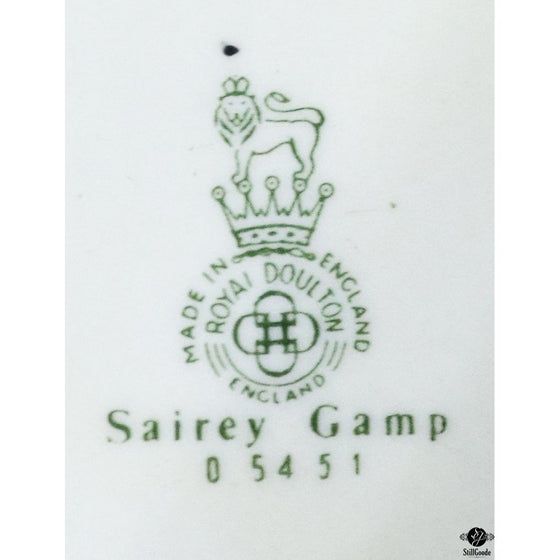 MADE IN ENGLAND
ROYAL DOULTON
ENGLAND
Sairey Gamp
D 5451
StillGoode